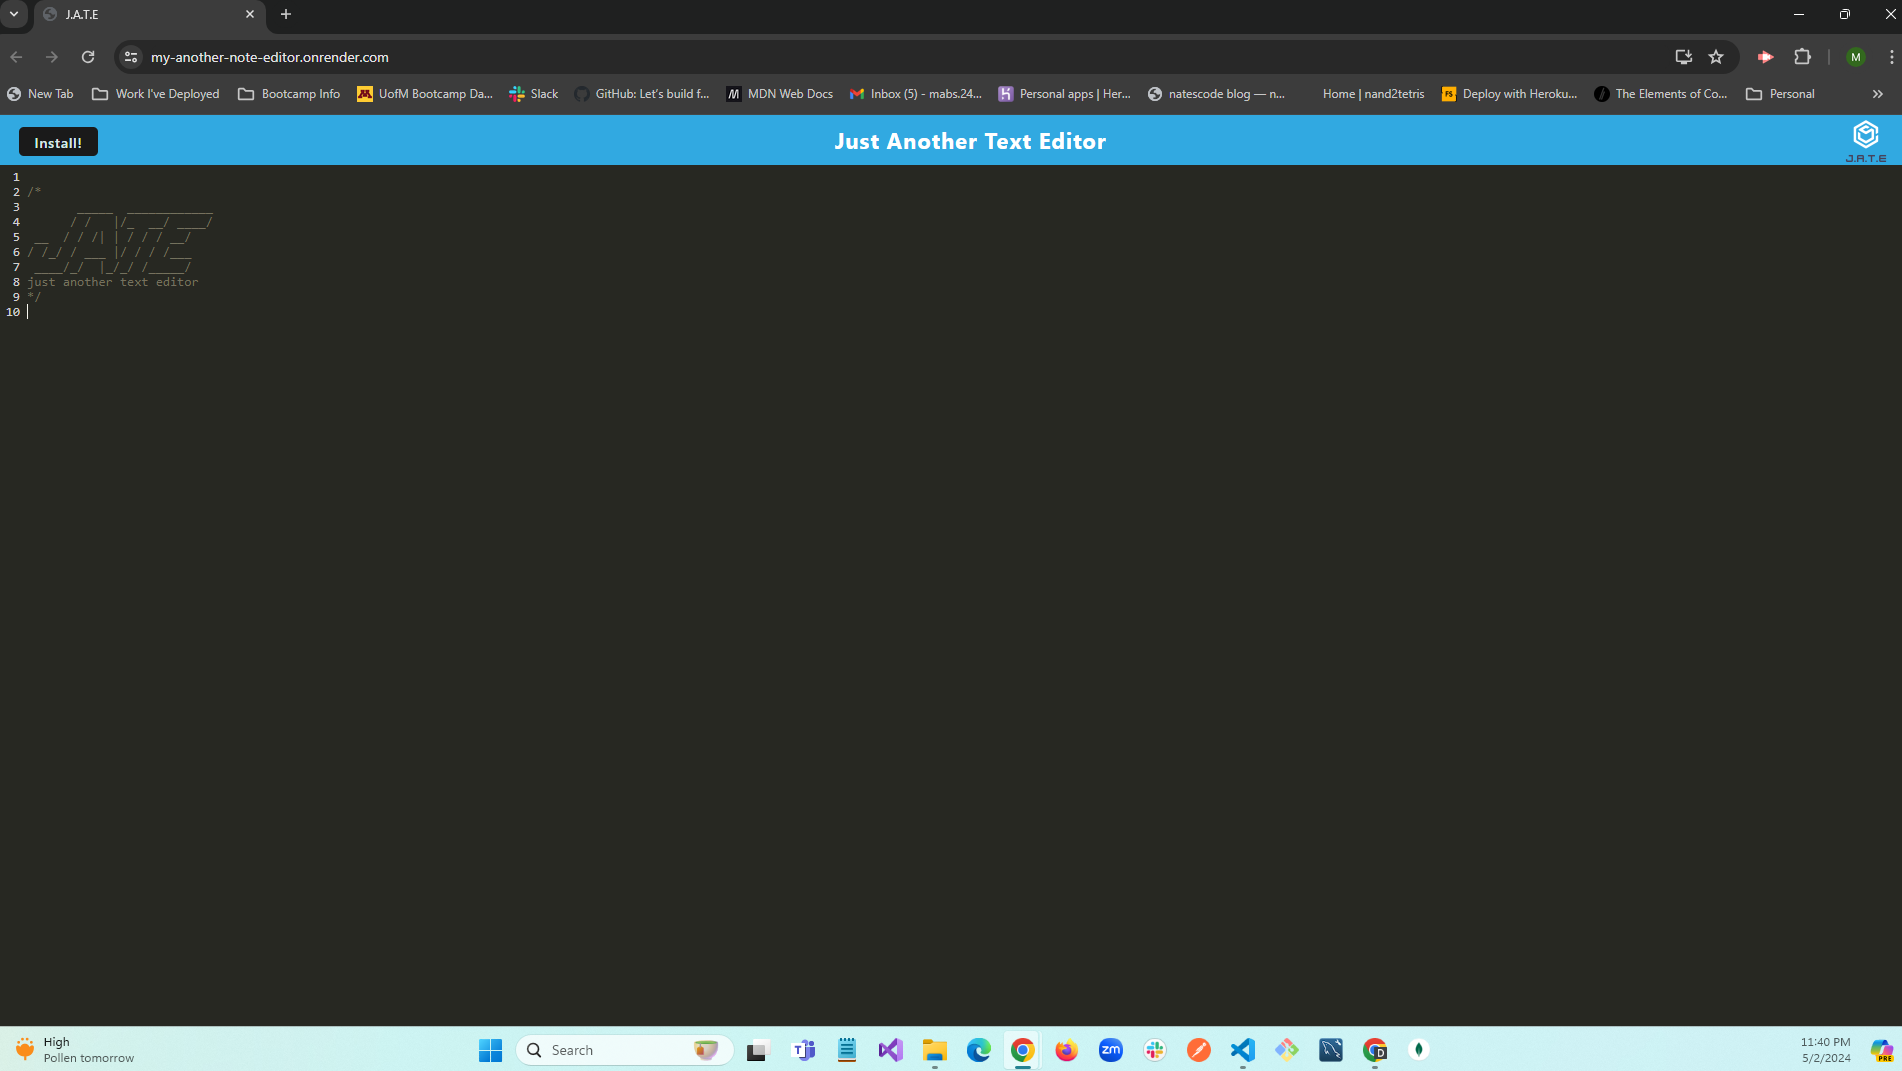 J.A.T.E
my-another-note-editor.onrender.com
M
New Tab
Work I've Deployed
Bootcamp Info
UofM Bootcamp Da...
Slack
GitHub: Let's build f...
MDN Web Docs
Inbox (5) - mabs.24...
Personal apps | Her...
natescode blog — n...
Home | nand2tetris
Deploy with Heroku...
The Elements of Co...
Personal
Install!
Just Another Text Editor
J.A.T.E
1
2 /*
3       _____  ____________
4      / /   |/_  __/ ____/
5 __  / / /| | / / / __/
6 / /_/ / ___ |/ / / /___
7 ____/_/  |_/_/ /_____/
8 just another text editor
9 */
10
High
Pollen tomorrow
Search
11:40 PM
5/2/2024
PRE